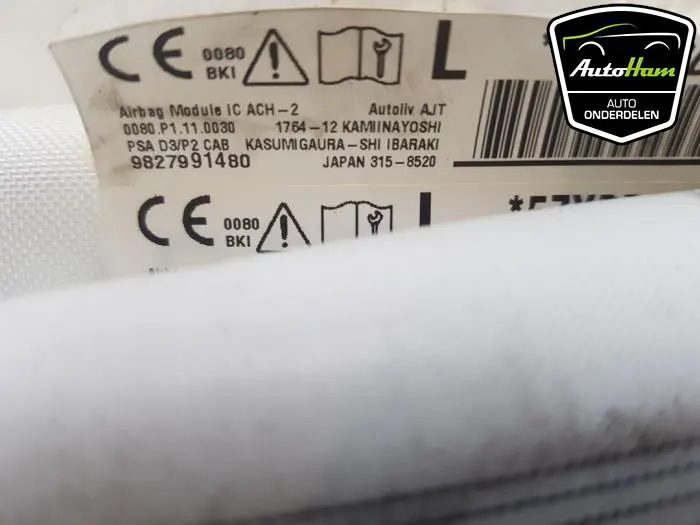 CE 0080 BKI L
Airbag Module IC ACH-2 Autoliv AJT
0080.P1.11.0030 1764-12 KAMIINAYOSHI
PSA D3/P2 CAB KASUMIGAURA-SHI IBARAKI
9827991480 JAPAN 315-8520
CE 0080 BKI L
AutoHam
AUTO
ONDERDELEN